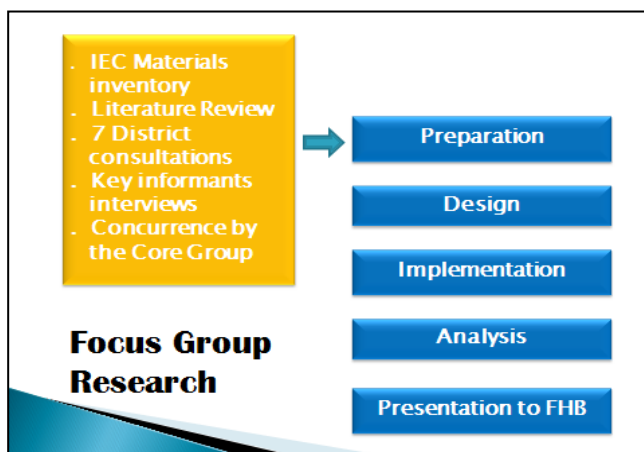 . IEC Materials
inventory
. Literature Review
. 7 District
consultations
. Key informants
interviews
. Concurrence by
the Core Group
Focus Group
Research
Preparation
Design
Implementation
Analysis
Presentation to FHB